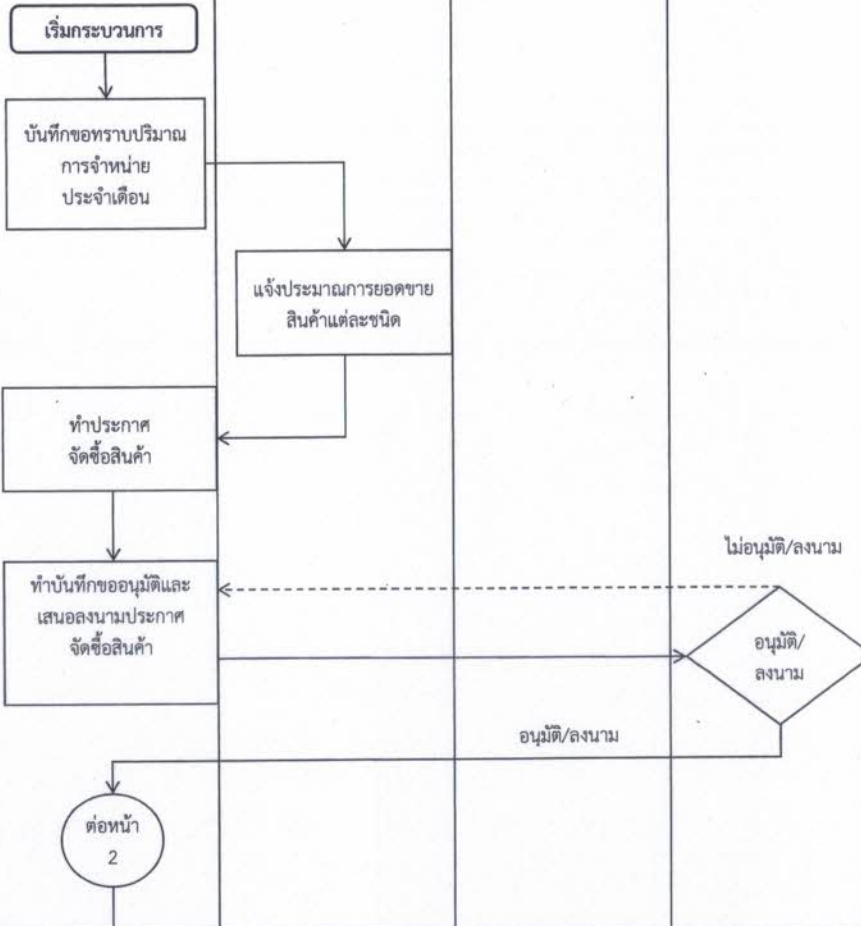 เริ่มกระบวนการ
บันทึกขอทราบปริมาณ
การจำหน่าย
ประจำเดือน
แจ้งประมาณการยอดขาย
สินค้าแต่ละชนิด
ทำประกาศ
จัดซื้อสินค้า
ไม่อนุมัติ/ลงนาม
ทำบันทึกขออนุมัติและ
เสนอลงนามประกาศ
จัดซื้อสินค้า
อนุมัติ/
ลงนาม
อนุมัติ/ลงนาม
ต่อหน้า
2